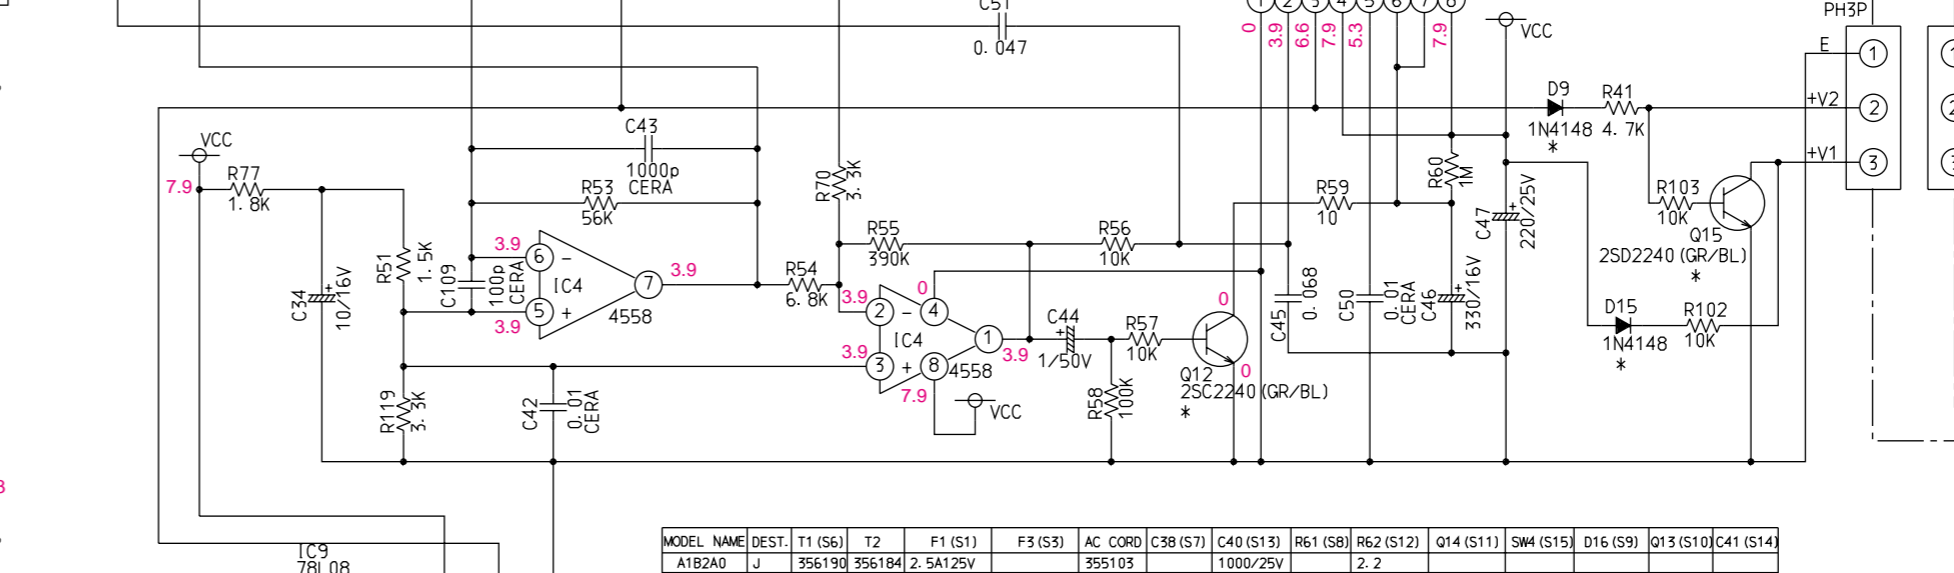 C51
0.047
1 2 3 4 5 6 7 8
0 3.9 6.6 7.9 5.3 7.9
VCC
PH3P
E 1
+V2 2
+V1 3
D9
1N4148
*
R41
4.7K
VCC
7.9
R77
1.8K
C43
1000p
CERA
R53
56K
R70
3.3K
R55
390K
R56
10K
R59
10
R60
1M
C47
+
220/25V
R103
10K
Q15
2SD2240 (GR/BL)
*
C34
+
10/16V
R51
1.5K
C109
100p
CERA
3.9
6
-
IC4
5
+
3.9
7
3.9
4558
R54
6.8K
3.9
2
-
0
4
IC4
3.9
3
+
8
4558
7.9
1
3.9
VCC
C44
+
1/50V
R57
10K
R58
100K
0
0
Q12
2SC2240 (GR/BL)
*
C45
0.068
C50
0.01
CERA
C46
+
330/16V
D15
1N4148
*
R102
10K
R119
3.3K
C42
0.01
CERA
IC9
78L08
MODEL NAME DEST. T1 (S6) T2 F1 (S1) F3 (S3) AC CORD C38 (S7) C40 (S13) R61 (S8) R62 (S12) Q14 (S11) SW4 (S15) D16 (S9) Q13 (S10) C41 (S14)
A1B2A0 J 356190 356184 2.5A125V 355103 1000/25V 2.2